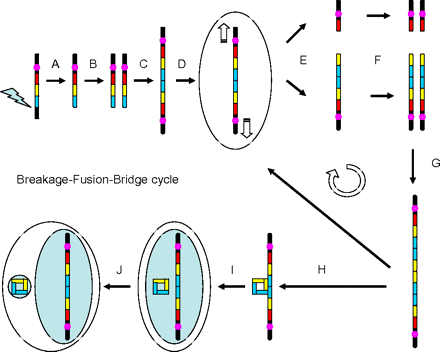 A B C D E F
G
Breakage-Fusion-Bridge cycle
J I H